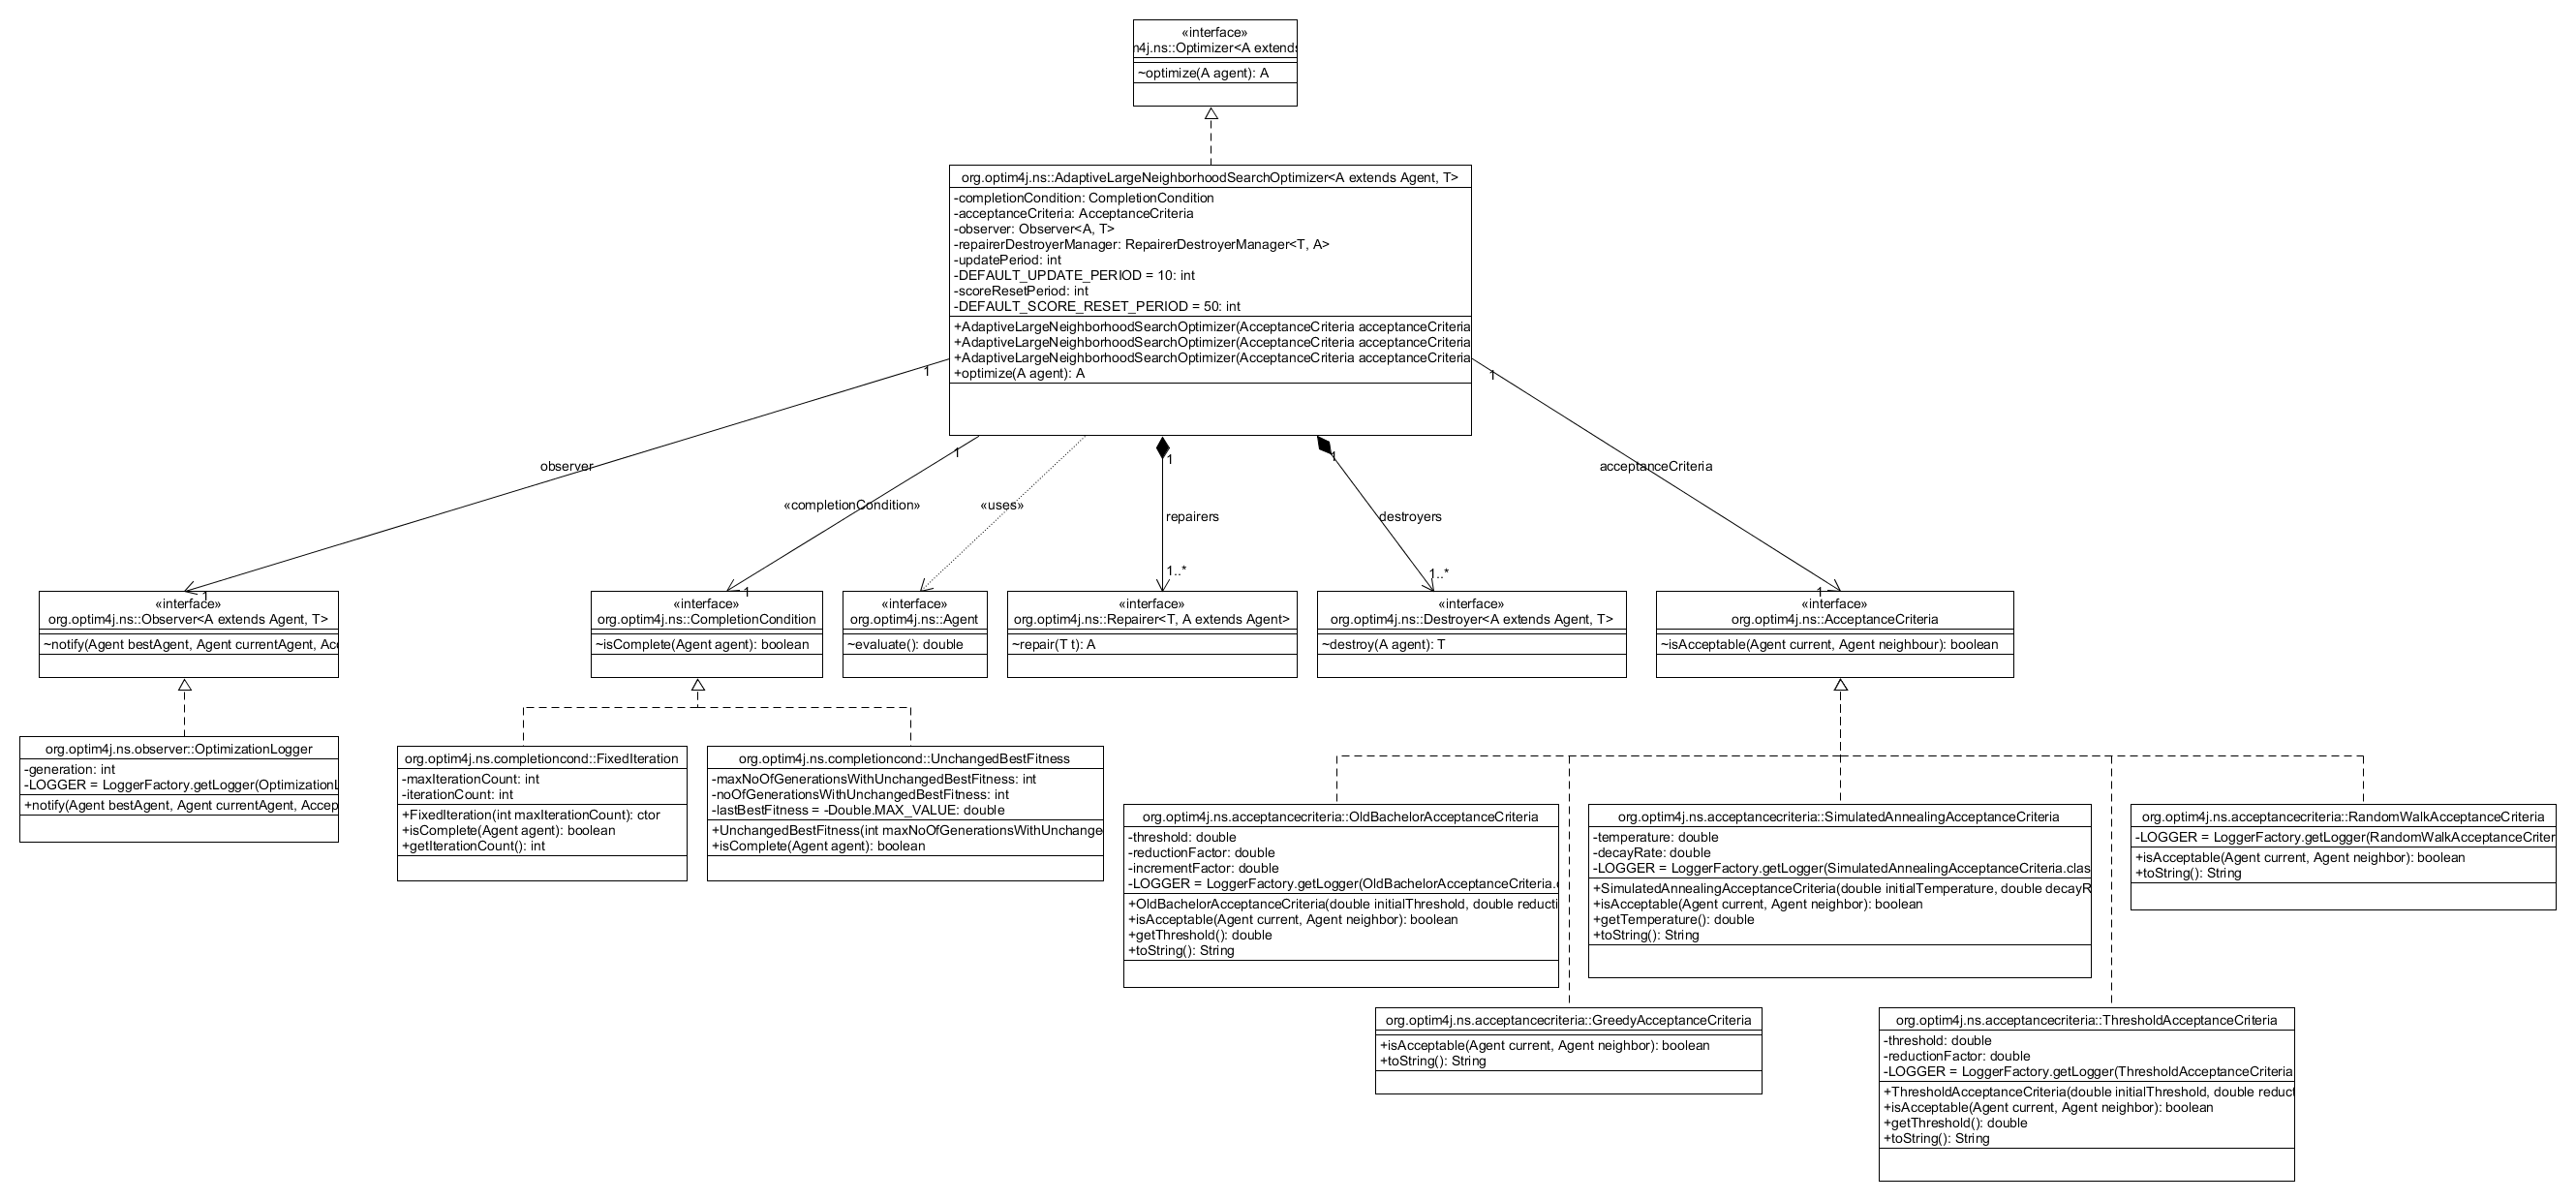 «interface»
m4j.ns::Optimizer<A extends
~optimize(A agent): A
org.optim4j.ns::AdaptiveLargeNeighborhoodSearchOptimizer<A extends Agent, T>
-completionCondition: CompletionCondition
-acceptanceCriteria: AcceptanceCriteria
-observer: Observer<A, T>
-repairerDestroyerManager: RepairerDestroyerManager<T, A>
-updatePeriod: int
-DEFAULT_UPDATE_PERIOD = 10: int
-scoreResetPeriod: int
-DEFAULT_SCORE_RESET_PERIOD = 50: int
+AdaptiveLargeNeighborhoodSearchOptimizer(AcceptanceCriteria acceptanceCriteria
+AdaptiveLargeNeighborhoodSearchOptimizer(AcceptanceCriteria acceptanceCriteria
+AdaptiveLargeNeighborhoodSearchOptimizer(AcceptanceCriteria acceptanceCriteria
+optimize(A agent): A
1
1
1
1
1
observer
«completionCondition»
«uses»
repairers
destroyers
acceptanceCriteria
1
1
1..*
1..*
1
«interface»
org.optim4j.ns::Observer<A extends Agent, T>
~notify(Agent bestAgent, Agent currentAgent, Acc
«interface»
org.optim4j.ns::CompletionCondition
~isComplete(Agent agent): boolean
«interface»
org.optim4j.ns::Agent
~evaluate(): double
«interface»
org.optim4j.ns::Repairer<T, A extends Agent>
~repair(T t): A
«interface»
org.optim4j.ns::Destroyer<A extends Agent, T>
~destroy(A agent): T
«interface»
org.optim4j.ns::AcceptanceCriteria
~isAcceptable(Agent current, Agent neighbour): boolean
org.optim4j.ns.observer::OptimizationLogger
-generation: int
-LOGGER = LoggerFactory.getLogger(OptimizationL
+notify(Agent bestAgent, Agent currentAgent, Accep
org.optim4j.ns.completioncond::FixedIteration
-maxIterationCount: int
-iterationCount: int
+FixedIteration(int maxIterationCount): ctor
+isComplete(Agent agent): boolean
+getIterationCount(): int
org.optim4j.ns.completioncond::UnchangedBestFitness
-maxNoOfGenerationsWithUnchangedBestFitness: int
-noOfGenerationsWithUnchangedBestFitness: int
-lastBestFitness = -Double.MAX_VALUE: double
+UnchangedBestFitness(int maxNoOfGenerationsWithUnchange
+isComplete(Agent agent): boolean
org.optim4j.ns.acceptancecriteria::OldBachelorAcceptanceCriteria
-threshold: double
-reductionFactor: double
-incrementFactor: double
-LOGGER = LoggerFactory.getLogger(OldBachelorAcceptanceCriteria.c
+OldBachelorAcceptanceCriteria(double initialThreshold, double reducti
+isAcceptable(Agent current, Agent neighbor): boolean
+getThreshold(): double
+toString(): String
org.optim4j.ns.acceptancecriteria::SimulatedAnnealingAcceptanceCriteria
-temperature: double
-decayRate: double
-LOGGER = LoggerFactory.getLogger(SimulatedAnnealingAcceptanceCriteria.clas
+SimulatedAnnealingAcceptanceCriteria(double initialTemperature, double decayR
+isAcceptable(Agent current, Agent neighbor): boolean
+getTemperature(): double
+toString(): String
org.optim4j.ns.acceptancecriteria::RandomWalkAcceptanceCriteria
-LOGGER = LoggerFactory.getLogger(RandomWalkAcceptanceCriter
+isAcceptable(Agent current, Agent neighbor): boolean
+toString(): String
org.optim4j.ns.acceptancecriteria::GreedyAcceptanceCriteria
+isAcceptable(Agent current, Agent neighbor): boolean
+toString(): String
org.optim4j.ns.acceptancecriteria::ThresholdAcceptanceCriteria
-threshold: double
-reductionFactor: double
-LOGGER = LoggerFactory.getLogger(ThresholdAcceptanceCriteria
+ThresholdAcceptanceCriteria(double initialThreshold, double reduct
+isAcceptable(Agent current, Agent neighbor): boolean
+getThreshold(): double
+toString(): String